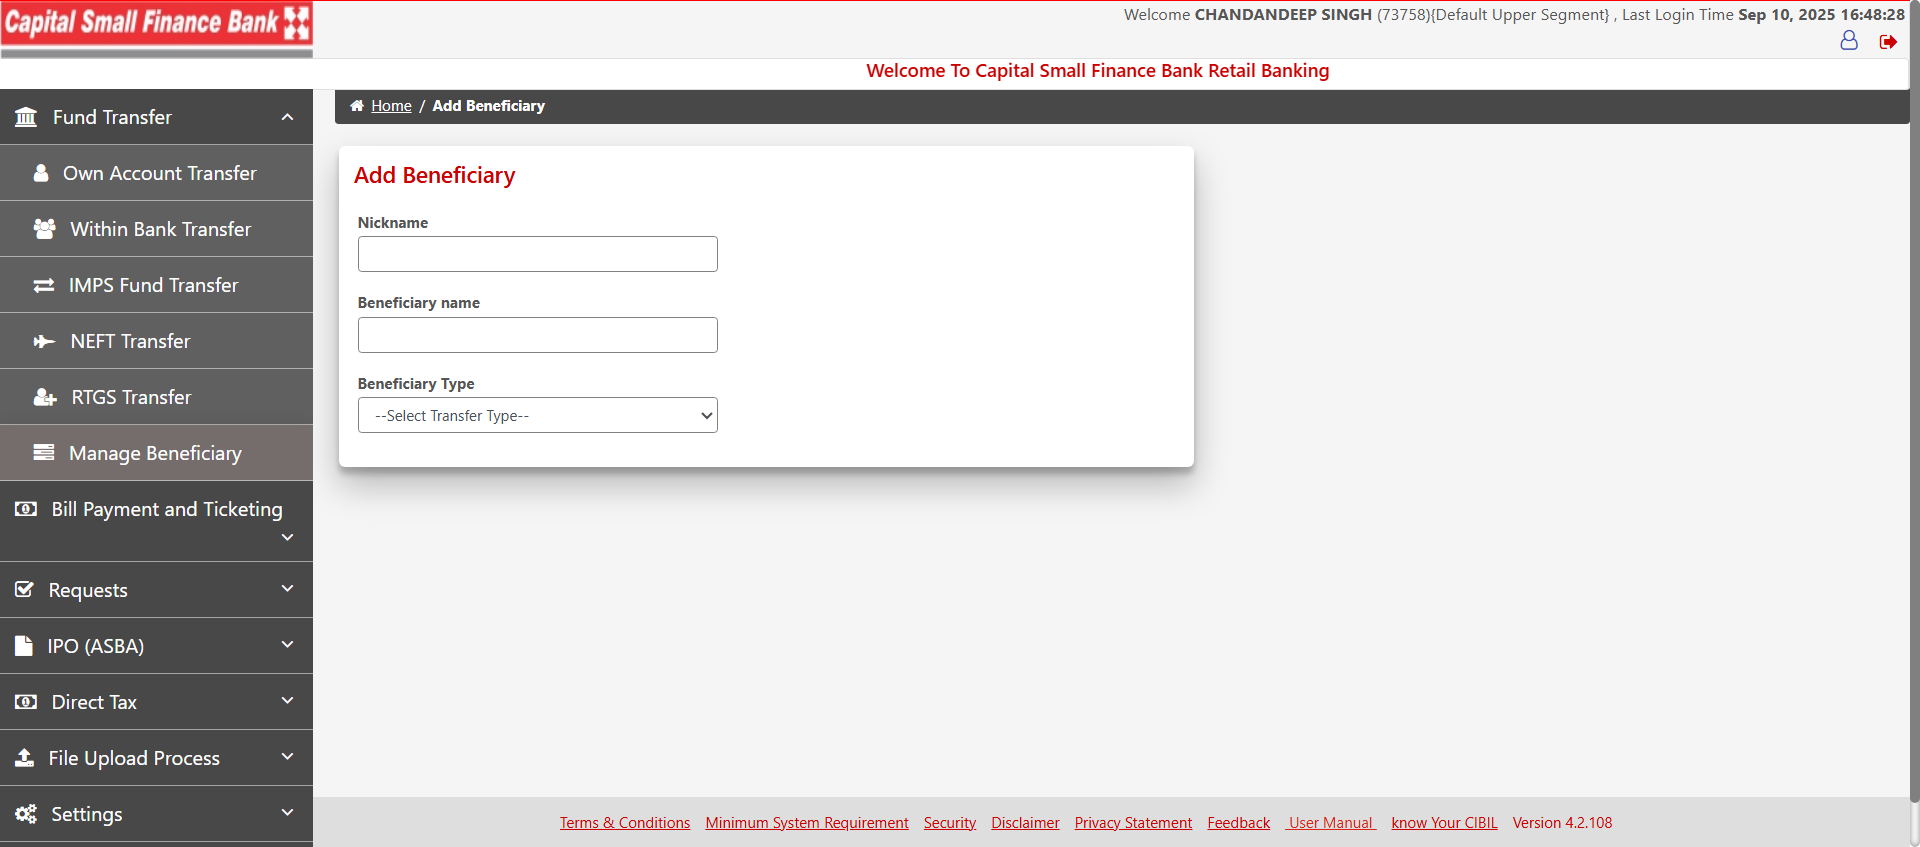 Capital Small Finance Bank
Welcome CHANDANDEEP SINGH (73758){Default Upper Segment} , Last Login Time Sep 10, 2025 16:48:28
Welcome To Capital Small Finance Bank Retail Banking
Fund Transfer
Own Account Transfer
Within Bank Transfer
IMPS Fund Transfer
NEFT Transfer
RTGS Transfer
Manage Beneficiary
Bill Payment and Ticketing
Requests
IPO (ASBA)
Direct Tax
File Upload Process
Settings
Home / Add Beneficiary
Add Beneficiary
Nickname
Beneficiary name
Beneficiary Type
--Select Transfer Type--
Terms & Conditions Minimum System Requirement Security Disclaimer Privacy Statement Feedback User Manual know Your CIBIL Version 4.2.108